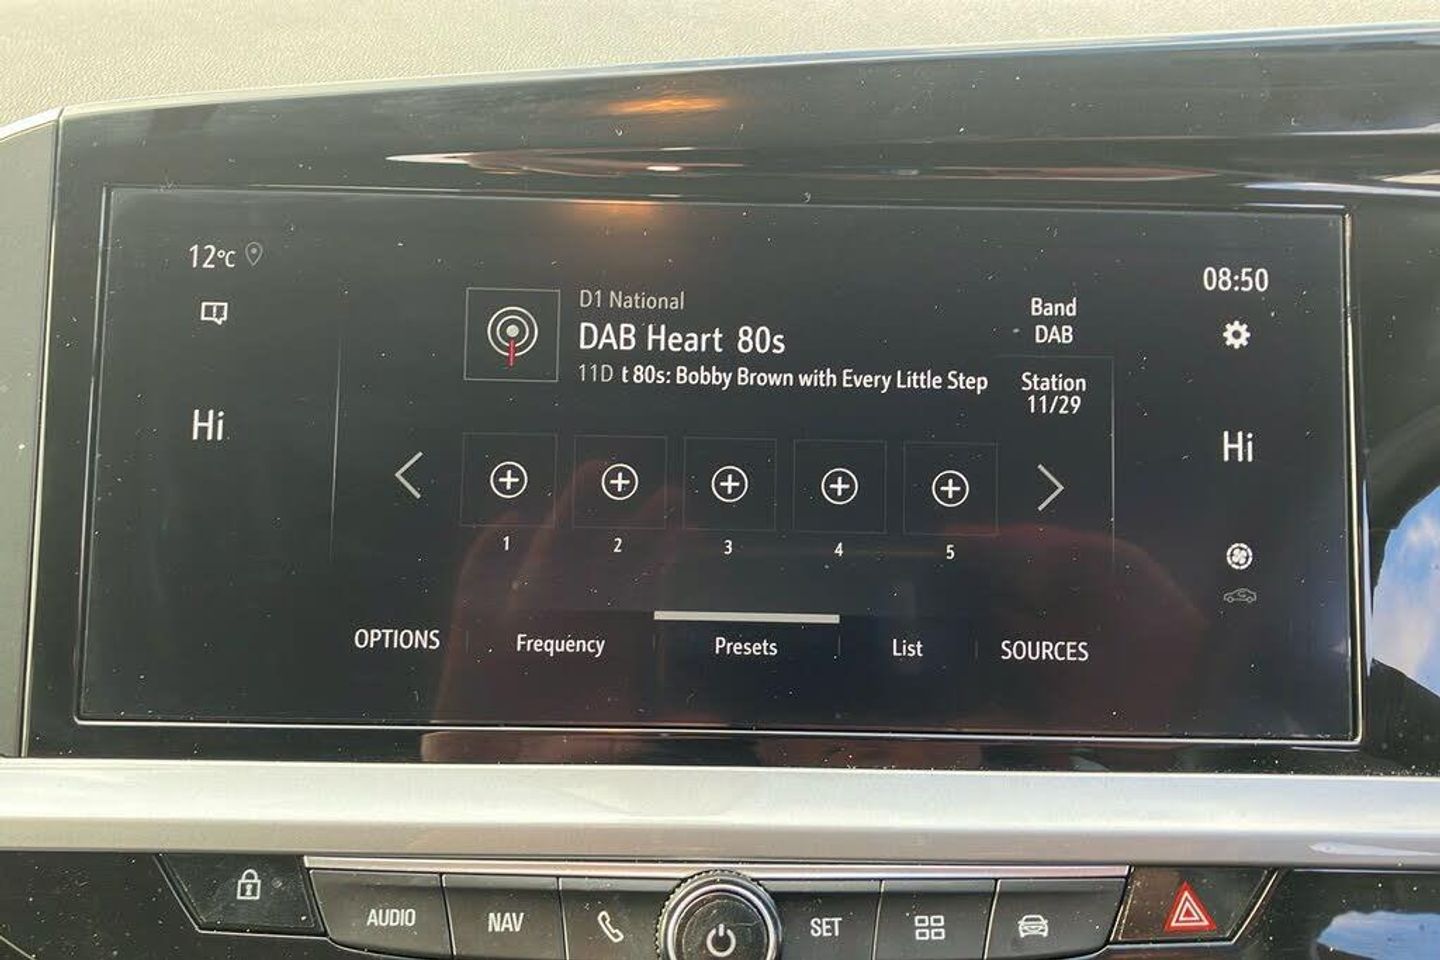 12°C
08:50
D1 National
DAB Heart 80s
11D t 80s: Bobby Brown with Every Little Step
Band
DAB
Station
11/29
Hi
Hi
1 2 3 4 5
OPTIONS Frequency Presets List SOURCES
AUDIO NAV SET